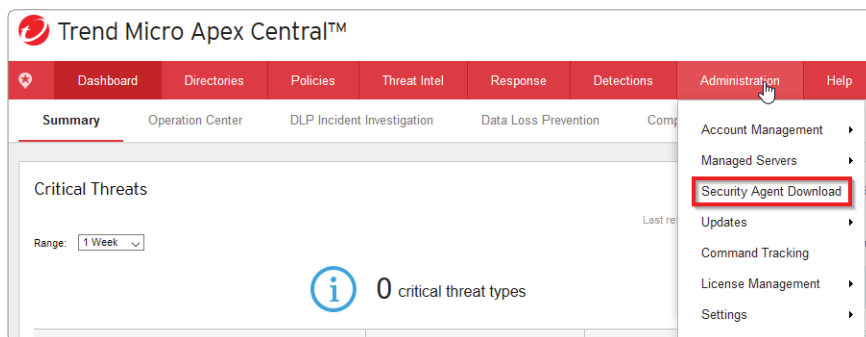 Trend Micro Apex Central™
Dashboard Directories Policies Threat Intel Response Detections Administration Help
Summary Operation Center DLP Incident Investigation Data Loss Prevention
Account Management
Managed Servers
Critical Threats
Security Agent Download
Last
Updates
Range: 1 Week
Command Tracking
0 critical threat types
License Management
Settings